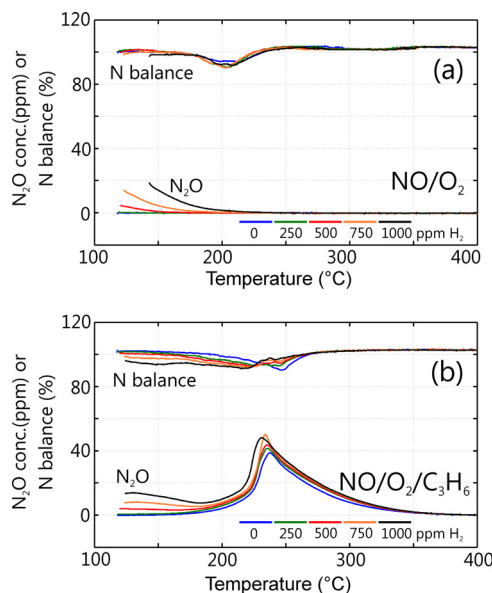 120
100
80
40
0
N₂O conc.(ppm) or
N balance (%)
N balance
(a)
N₂O
NO/O₂
0 250 500 750 1000 ppm H₂
100 200 300 400
Temperature (°C)
120
80
40
0
N₂O conc.(ppm) or
N balance (%)
N balance
(b)
N₂O
NO/O₂/C₃H₆
0 250 500 750 1000 ppm H₂
100 200 300 400
Temperature (°C)